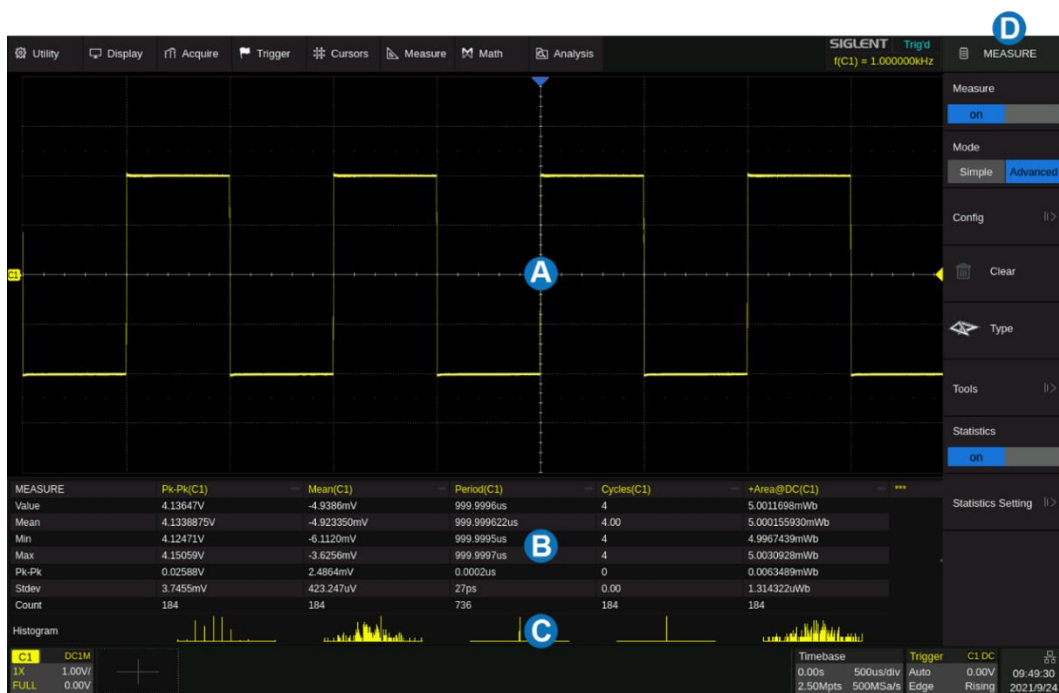 D
Utility Display Acquire Trigger Cursors Measure Math Analysis
SIGLENT Trig'd
f(C1) = 1.000000kHz
MEASURE
Measure
on
Mode
Simple Advanced
Config
Clear
Type
Tools
Statistics
on
Statistics Setting
C1
A
MEASURE Pk-Pk(C1) Mean(C1) Period(C1) Cycles(C1) +Area@DC(C1) ***
Value 4.13647V -4.9386mV 999.9996us 4 5.0011698mWb
Mean 4.1338875V -4.923350mV 999.999622us 4.00 5.000155930mWb
Min 4.12471V -6.1120mV 999.9995us 4 4.9967439mWb
Max 4.15059V -3.6256mV 999.9997us 4 5.0030928mWb
B
Pk-Pk 0.02588V 2.4864mV 0.0002us 0 0.0063489mWb
Stdev 3.7455mV 423.247uV 27ps 0.00 1.314322uWb
Count 184 184 736 184 184
Histogram
C
C1 DC1M
1X 1.00V/
FULL 0.00V
Timebase
0.00s 500us/div
2.50Mpts 500MSa/s
Trigger C1 DC
Auto 0.00V
Edge Rising
09:49:30
2021/9/24